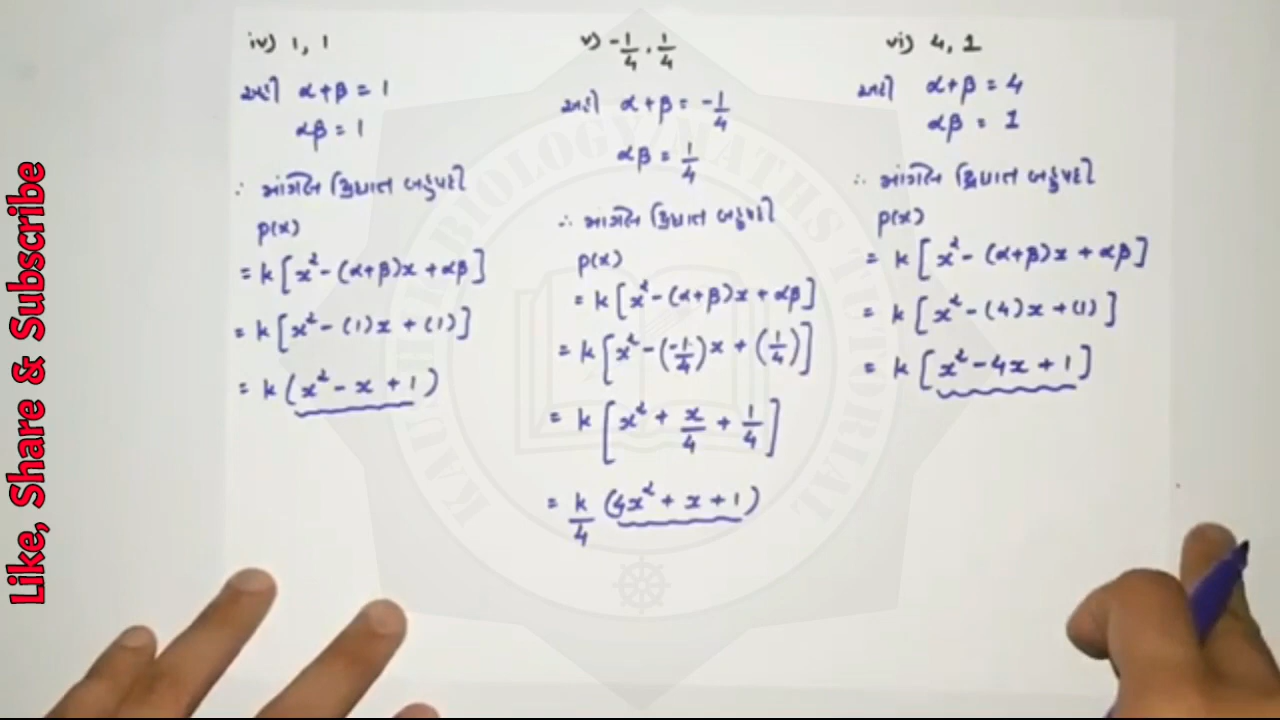 iv) 1, 1
અહીં α+β = 1
αβ = 1
∴ માંગેલ દ્વિઘાત બહુપદી
p(x)
= k[x² - (α+β)x + αβ]
= k[x² - (1)x + (1)]
= k(x² - x + 1)
v) -1/4, 1/4
અહીં α+β = -1/4
αβ = 1/4
∴ માંગેલ દ્વિઘાત બહુપદી
p(x)
= k[x² - (α+β)x + αβ]
= k[x² - (-1/4)x + (1/4)]
= k[x² + x/4 + 1/4]
= k/4 (4x² + x + 1)
vi) 4, 1
અહીં α+β = 4
αβ = 1
∴ માંગેલ દ્વિઘાત બહુપદી
p(x)
= k[x² - (α+β)x + αβ]
= k[x² - (4)x + (1)]
= k[x² - 4x + 1]
Like, Share & Subscribe
BIOLOGY MATHS TUTORIAL